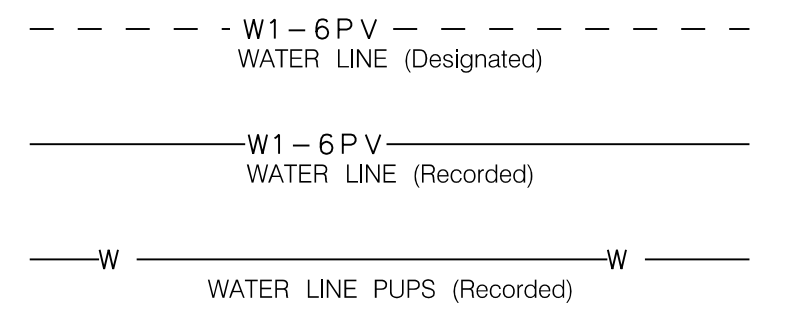 W1-6PV
WATER LINE (Designated)
W1-6PV
WATER LINE (Recorded)
W W
WATER LINE PUPS (Recorded)